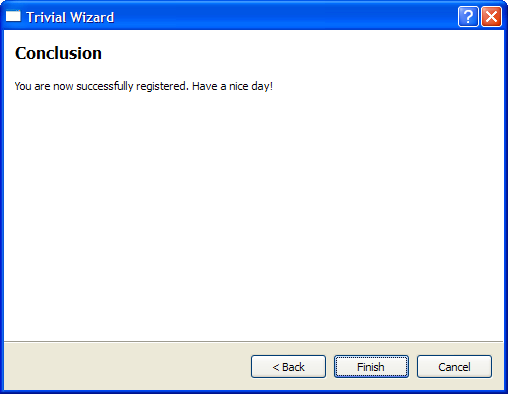 Trivial Wizard
Conclusion
You are now successfully registered. Have a nice day!
< Back Finish Cancel